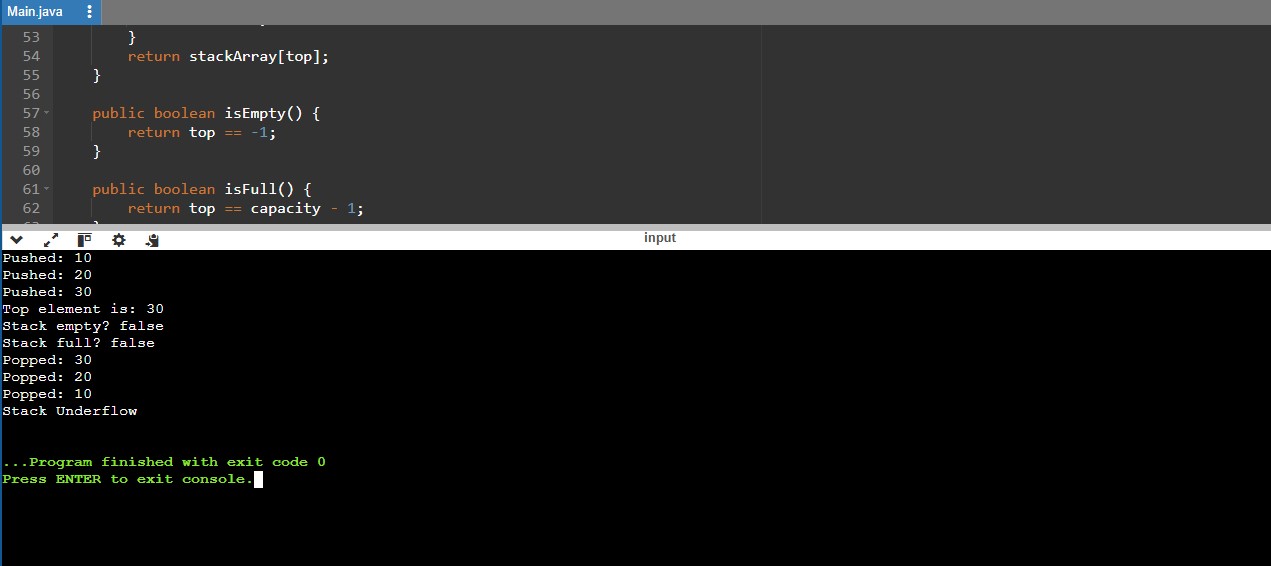 Main.java
53 }
54 return stackArray[top];
55 }
56
57 public boolean isEmpty() {
58 return top == -1;
59 }
60
61 public boolean isFull() {
62 return top == capacity - 1;
input
Pushed: 10
Pushed: 20
Pushed: 30
Top element is: 30
Stack empty? false
Stack full? false
Popped: 30
Popped: 20
Popped: 10
Stack Underflow
...Program finished with exit code 0
Press ENTER to exit console.